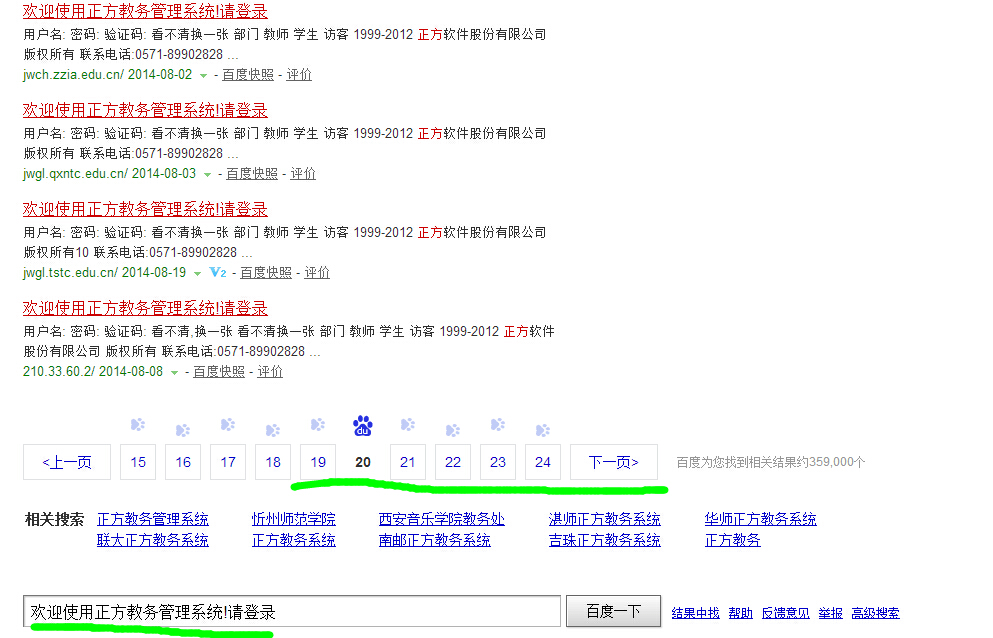 欢迎使用正方教务管理系统!请登录
用户名: 密码: 验证码: 看不清换一张 部门 教师 学生 访客 1999-2012 正方软件股份有限公司
版权所有 联系电话:0571-89902828 ...
jwch.zzia.edu.cn/ 2014-08-02 - 百度快照 - 评价
欢迎使用正方教务管理系统!请登录
用户名: 密码: 验证码: 看不清换一张 部门 教师 学生 访客 1999-2012 正方软件股份有限公司
版权所有 联系电话:0571-89902828 ...
jwgl.qxntc.edu.cn/ 2014-08-03 - 百度快照 - 评价
欢迎使用正方教务管理系统!请登录
用户名: 密码: 验证码: 看不清换一张 部门 教师 学生 访客 1999-2012 正方软件股份有限公司
版权所有10 联系电话:0571-89902828 ...
jwgl.tstc.edu.cn/ 2014-08-19 V2 - 百度快照 - 评价
欢迎使用正方教务管理系统!请登录
用户名: 密码: 验证码: 看不清,换一张 看不清换一张 部门 教师 学生 访客 1999-2012 正方软件
股份有限公司 版权所有 联系电话:0571-89902828 ...
210.33.60.2/ 2014-08-08 - 百度快照 - 评价
du
<上一页 15 16 17 18 19 20 21 22 23 24 下一页> 百度为您找到相关结果约359,000个
相关搜索 正方教务管理系统 忻州师范学院 西安音乐学院教务处 湛师正方教务系统 华师正方教务系统
联大正方教务系统 正方教务系统 南邮正方教务系统 吉珠正方教务系统 正方教务
欢迎使用正方教务管理系统!请登录 百度一下 结果中找 帮助 反馈意见 举报 高级搜索